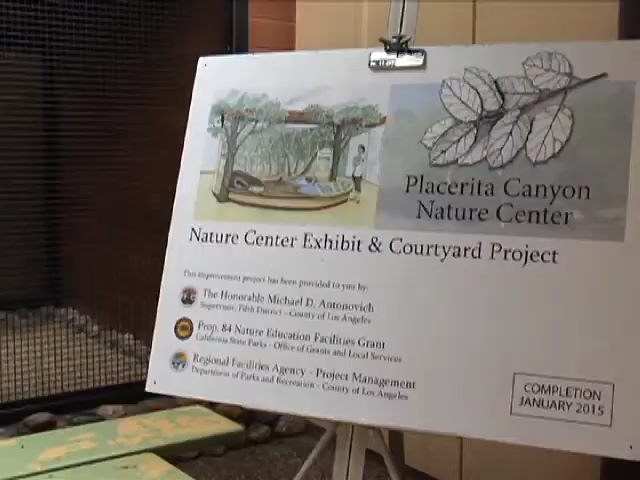 Placerita Canyon
Nature Center
Nature Center Exhibit & Courtyard Project
This improvement project has been provided to you by:
The Honorable Michael D. Antonovich
Supervisor, Fifth District - County of Los Angeles
Prop. 84 Nature Education Facilities Grant
California State Parks - Office of Grants and Local Services
Regional Facilities Agency - Project Management
Department of Parks and Recreation - County of Los Angeles
COMPLETION
JANUARY 2015